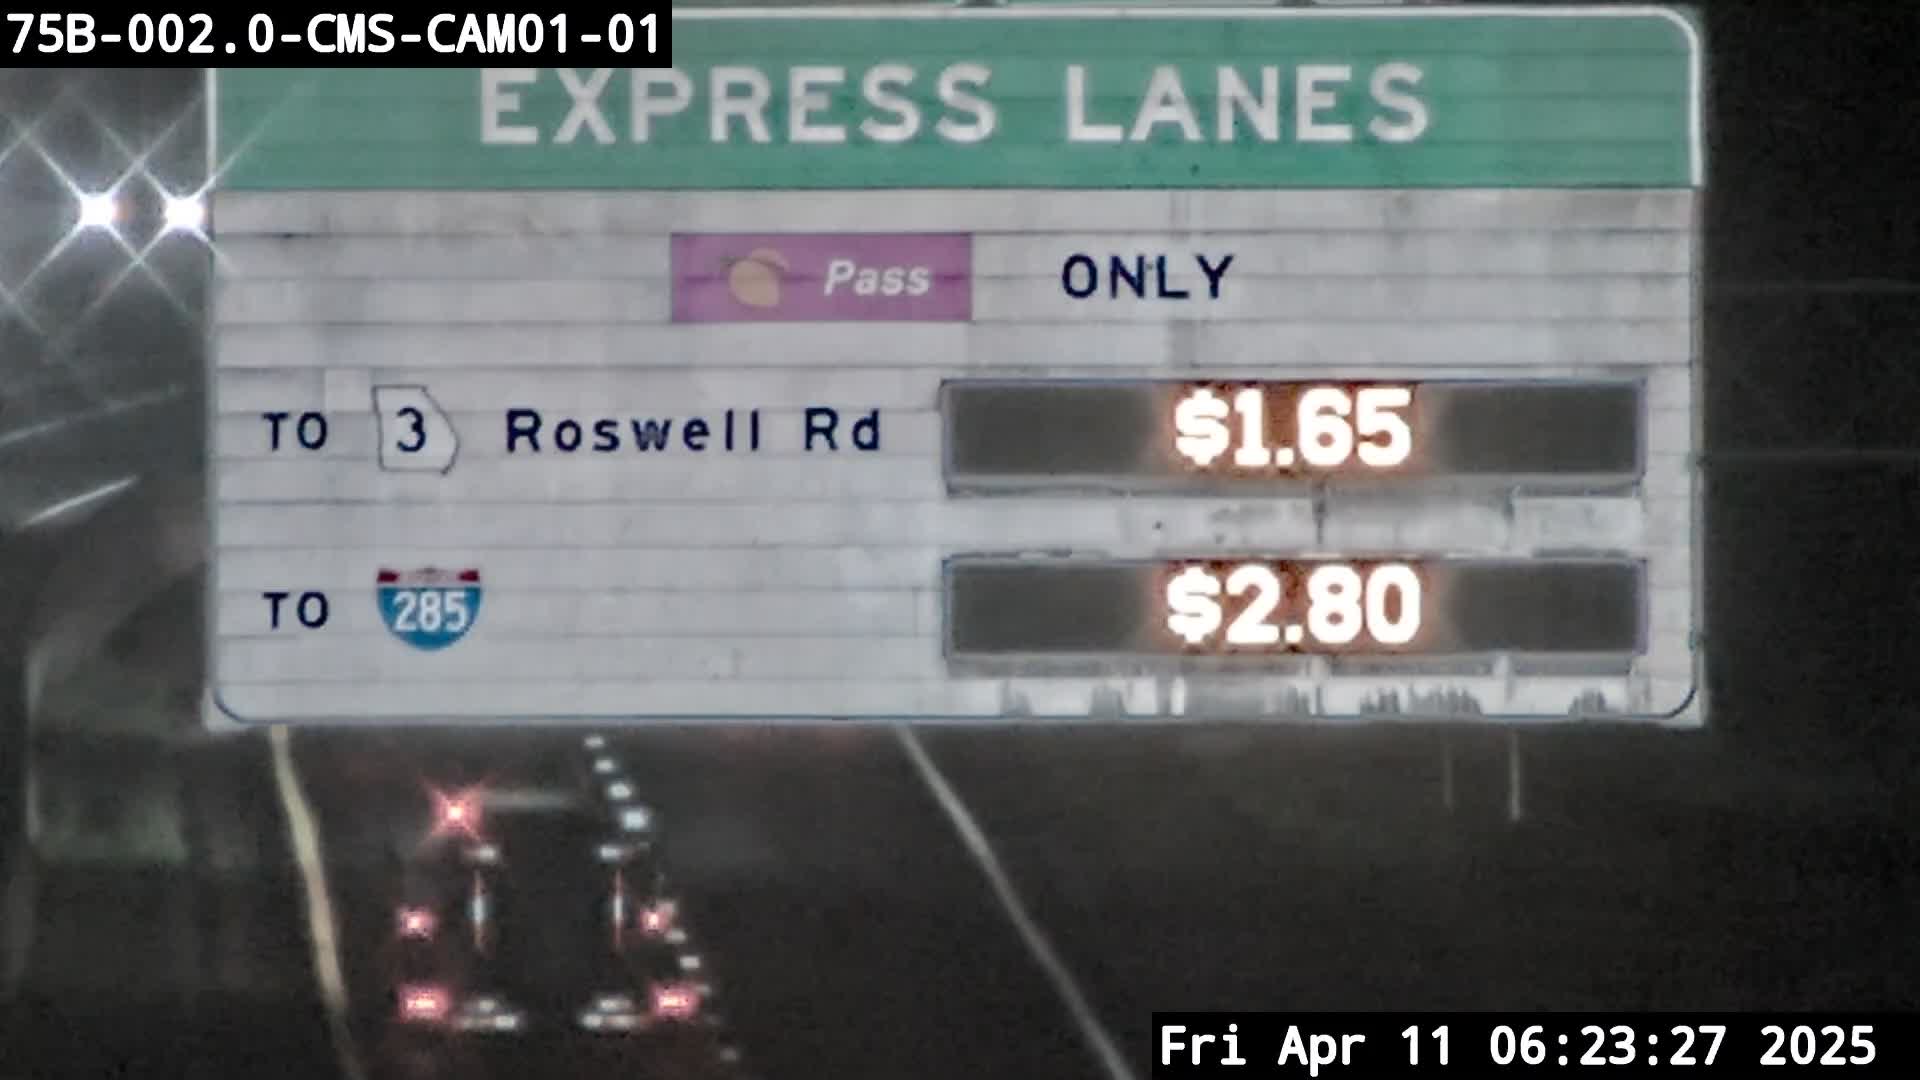 75B-002.0-CMS-CAM01-01
EXPRESS LANES
Pass ONLY
TO 3 Roswell Rd $1.65
TO 285 $2.80
Fri Apr 11 06:23:27 2025